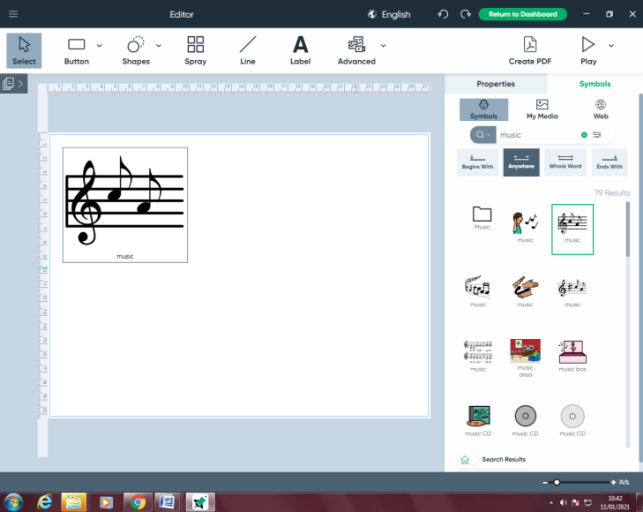 Editor
English
Return to Dashboard
Select
Button
Shapes
Spray
Line
A
Label
Advanced
Create PDF
Play
Properties
Symbols
Symbols
My Media
Web
music
Begins With
Anywhere
Whole Word
Ends With
79 Results
music
Music
music
music
music
music
music
music area
music box
music CD
music CD
music CD
Search Results
10:42
11/01/2021